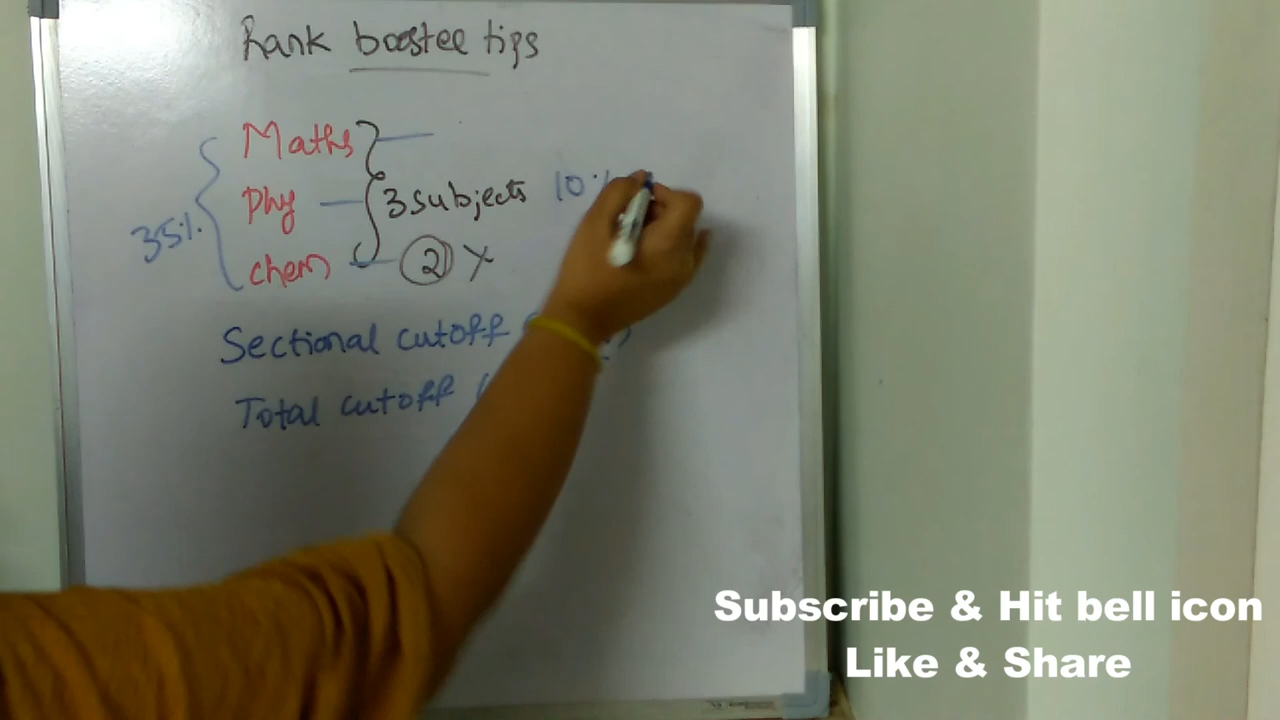 Rank booster tips
Maths
Phy
3 subjects
10%
35%
chem
2 X
Sectional cutoff
Total cutoff
Subscribe & Hit bell icon
Like & Share